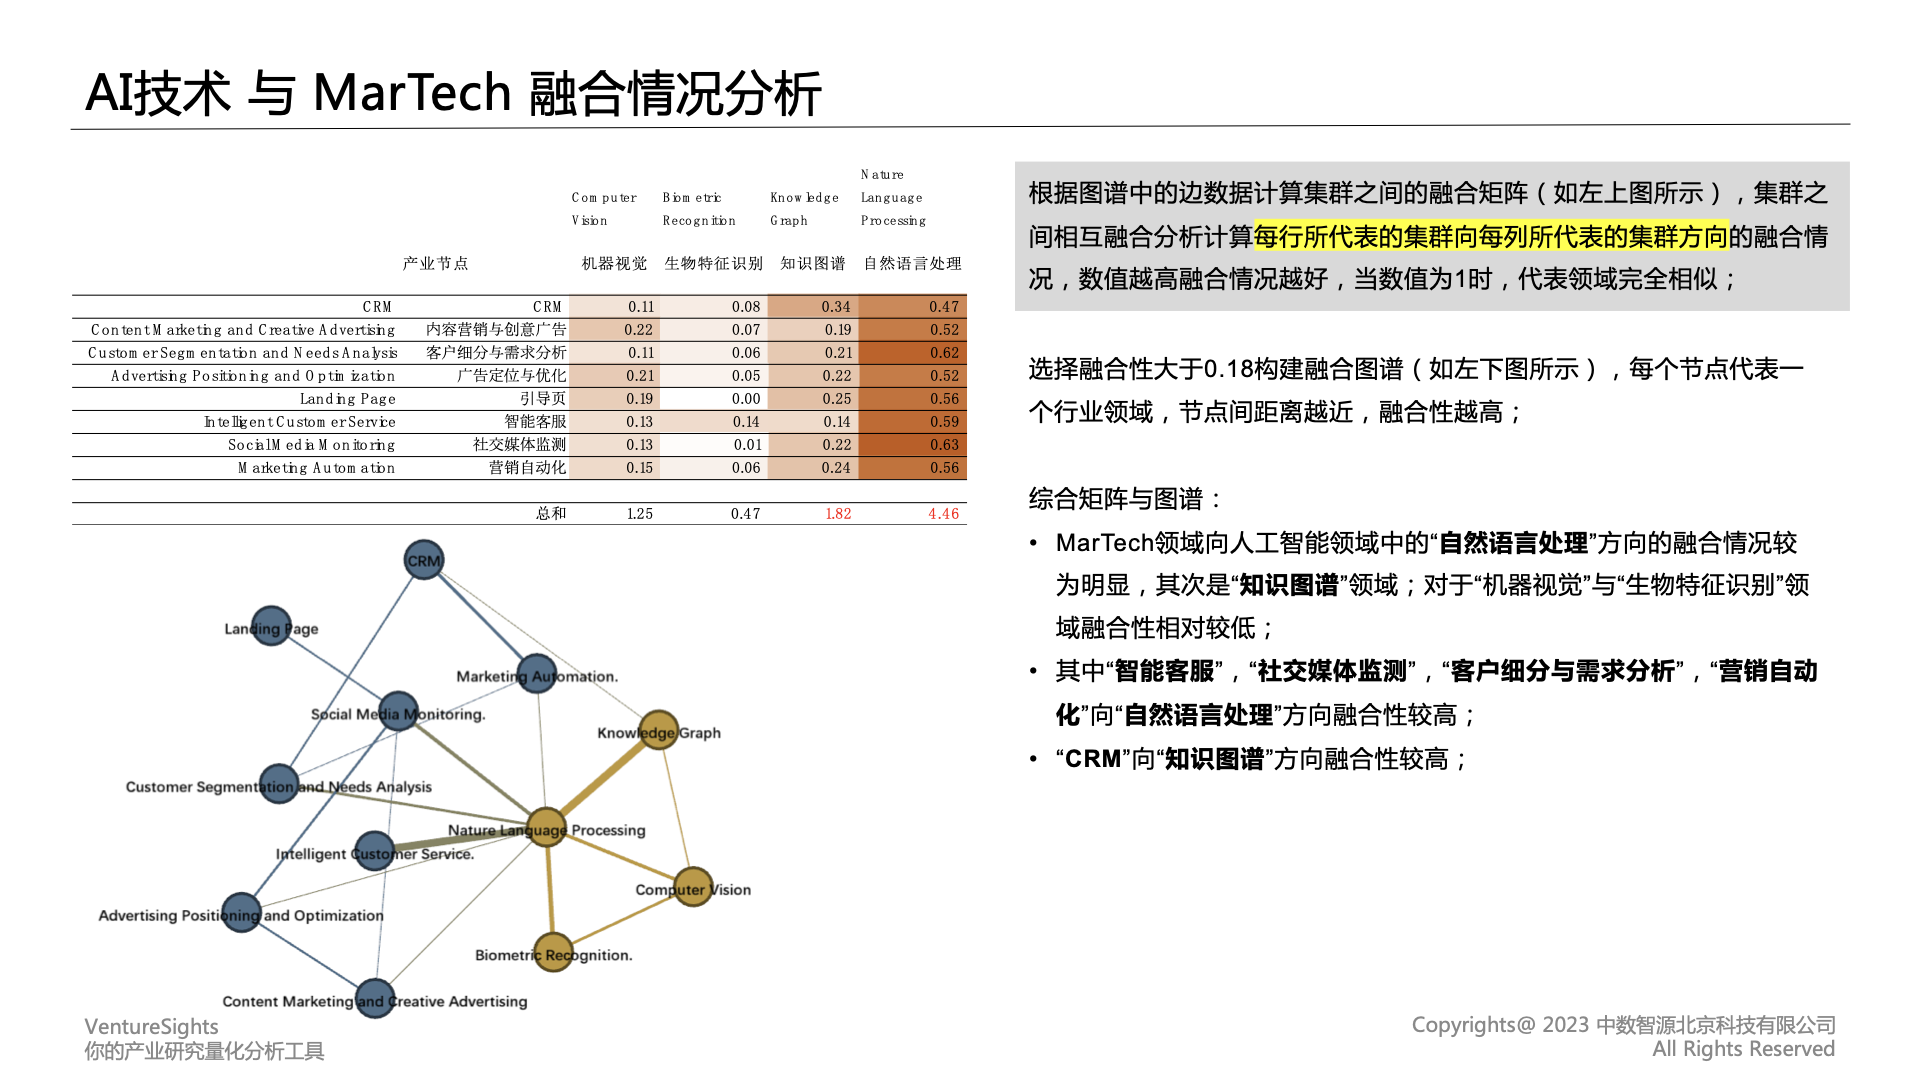 AI技术 与 MarTech 融合情况分析
Computer Vision
Biometric Recognition
Knowledge Graph
Nature Language Processing
产业节点 机器视觉 生物特征识别 知识图谱 自然语言处理
CRM CRM 0.11 0.08 0.34 0.47
Content Marketing and Creative Advertising 内容营销与创意广告 0.22 0.07 0.19 0.52
Customer Segmentation and Needs Analysis 客户细分与需求分析 0.11 0.06 0.21 0.62
Advertising Positioning and Optimization 广告定位与优化 0.21 0.05 0.22 0.52
Landing Page 引导页 0.19 0.00 0.25 0.56
Intelligent Customer Service 智能客服 0.13 0.14 0.14 0.59
Social Media Monitoring 社交媒体监测 0.13 0.01 0.22 0.63
Marketing Automation 营销自动化 0.15 0.06 0.24 0.56
总和 1.25 0.47 1.82 4.46
CRM
Landing Page
Marketing Automation.
Social Media Monitoring.
Knowledge Graph
Customer Segmentation and Needs Analysis
Nature Language Processing
Intelligent Customer Service.
Computer Vision
Advertising Positioning and Optimization
Biometric Recognition.
Content Marketing and Creative Advertising
根据图谱中的边数据计算集群之间的融合矩阵（如左上图所示），集群之
间相互融合分析计算每行所代表的集群向每列所代表的集群方向的融合情
况，数值越高融合情况越好，当数值为1时，代表领域完全相似；
选择融合性大于0.18构建融合图谱（如左下图所示），每个节点代表一
个行业领域，节点间距离越近，融合性越高；
综合矩阵与图谱：
• MarTech领域向人工智能领域中的“自然语言处理”方向的融合情况较
为明显，其次是“知识图谱”领域；对于“机器视觉”与“生物特征识别”领
域融合性相对较低；
• 其中“智能客服”，“社交媒体监测”，“客户细分与需求分析”，“营销自动
化”向“自然语言处理”方向融合性较高；
• “CRM”向“知识图谱”方向融合性较高；
VentureSights
你的产业研究量化分析工具
Copyrights@ 2023 中数智源北京科技有限公司
All Rights Reserved